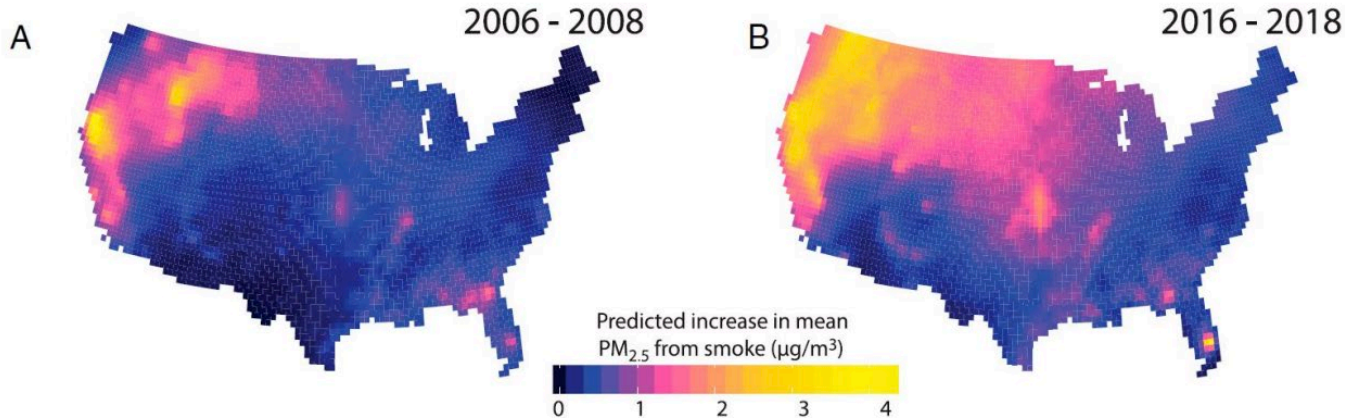 A
2006 - 2008
B
2016 - 2018
Predicted increase in mean
PM2.5 from smoke (µg/m³)
0 1 2 3 4